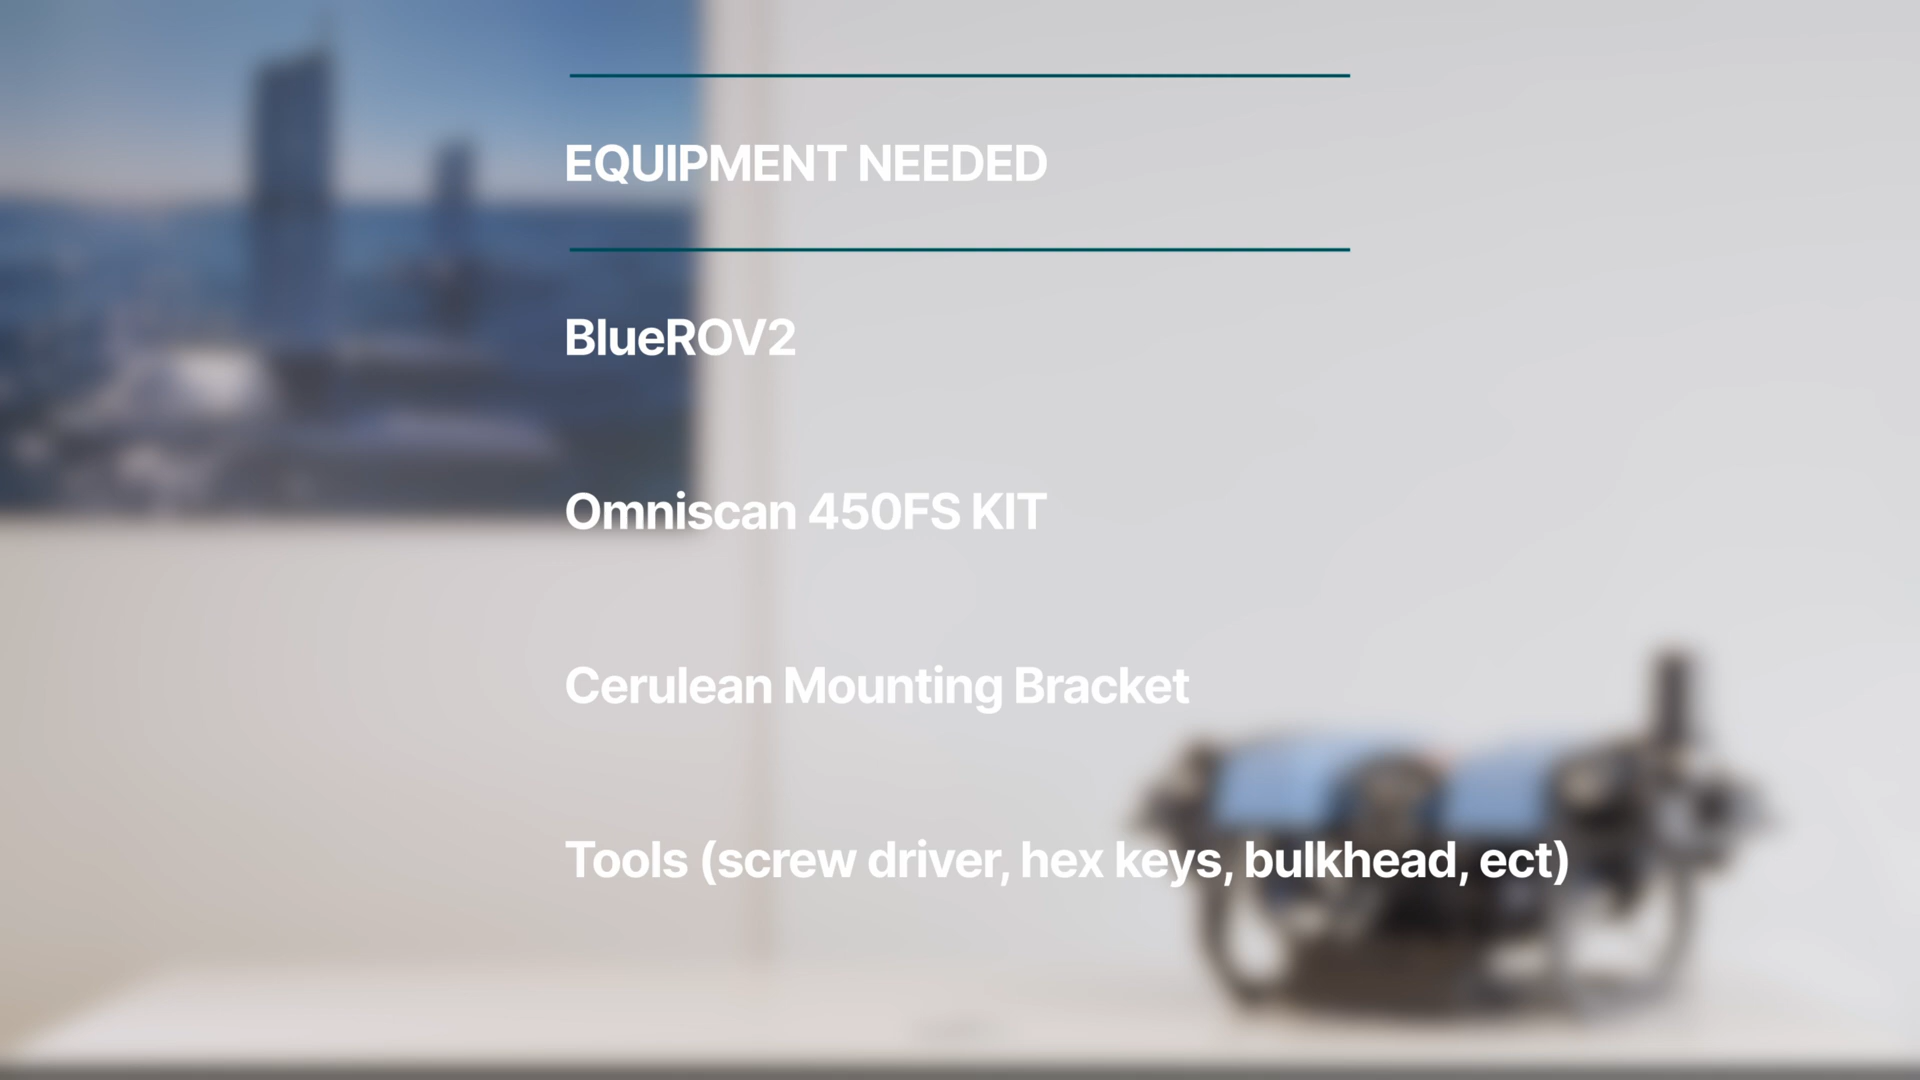 EQUIPMENT NEEDED
BlueROV2
Omniscan 450FS KIT
Cerulean Mounting Bracket
Tools (screw driver, hex keys, bulkhead, ect)